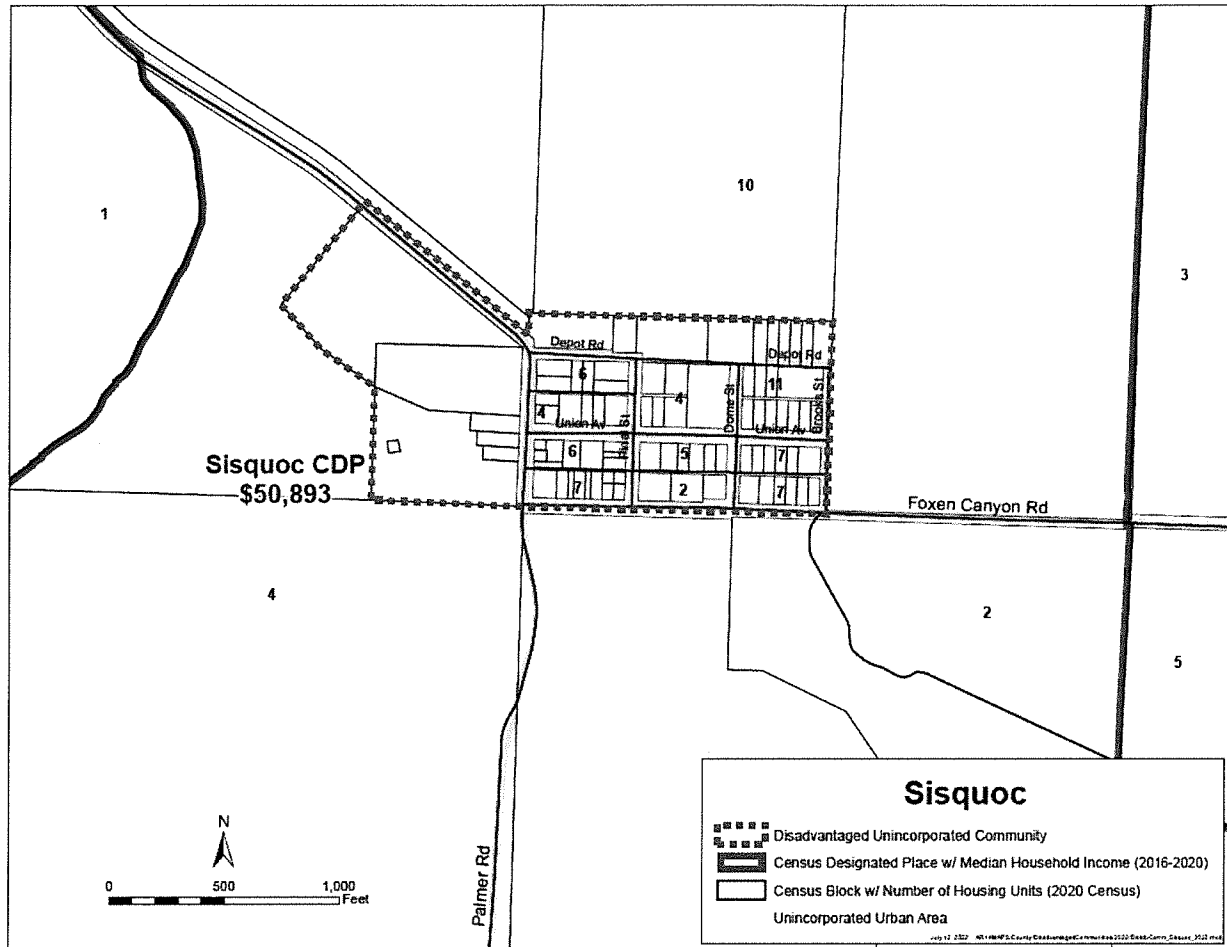 1
10
3
Depot Rd
Depot Rd
6
11
4
4
Dome St
Brooks St
Union Av
Union Av
6
5
7
Sisquoc CDP
$50,893
7
2
7
Foxen Canyon Rd
4
2
5
Palmer Rd
N
0 500 1,000
Feet
Sisquoc
Disadvantaged Unincorporated Community
Census Designated Place w/ Median Household Income (2016-2020)
Census Block w/ Number of Housing Units (2020 Census)
Unincorporated Urban Area